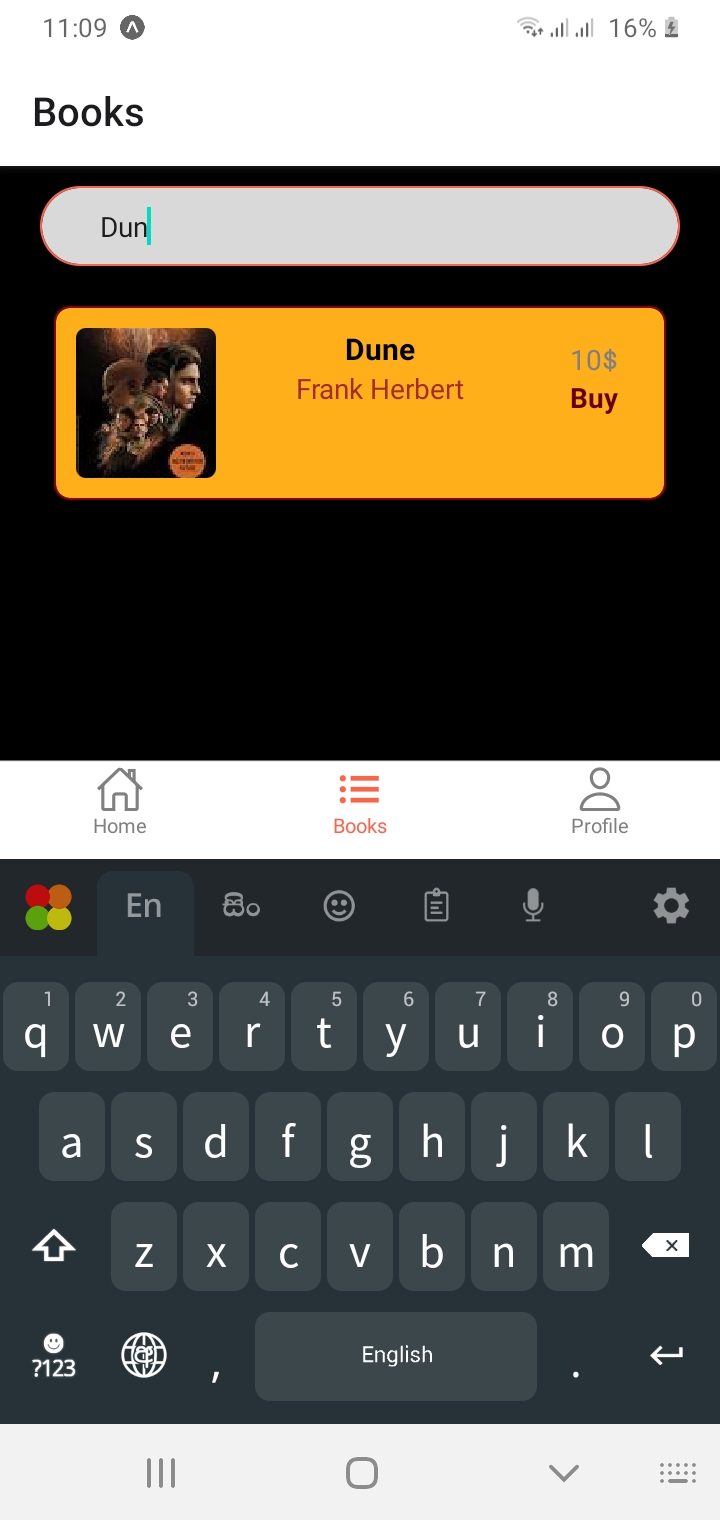 11:09 16%
Books
Dun
Dune
Frank Herbert
10$
Buy
Home Books Profile
En සිං
1 2 3 4 5 6 7 8 9 0
q w e r t y u i o p
a s d f g h j k l
z x c v b n m
?123 , English .